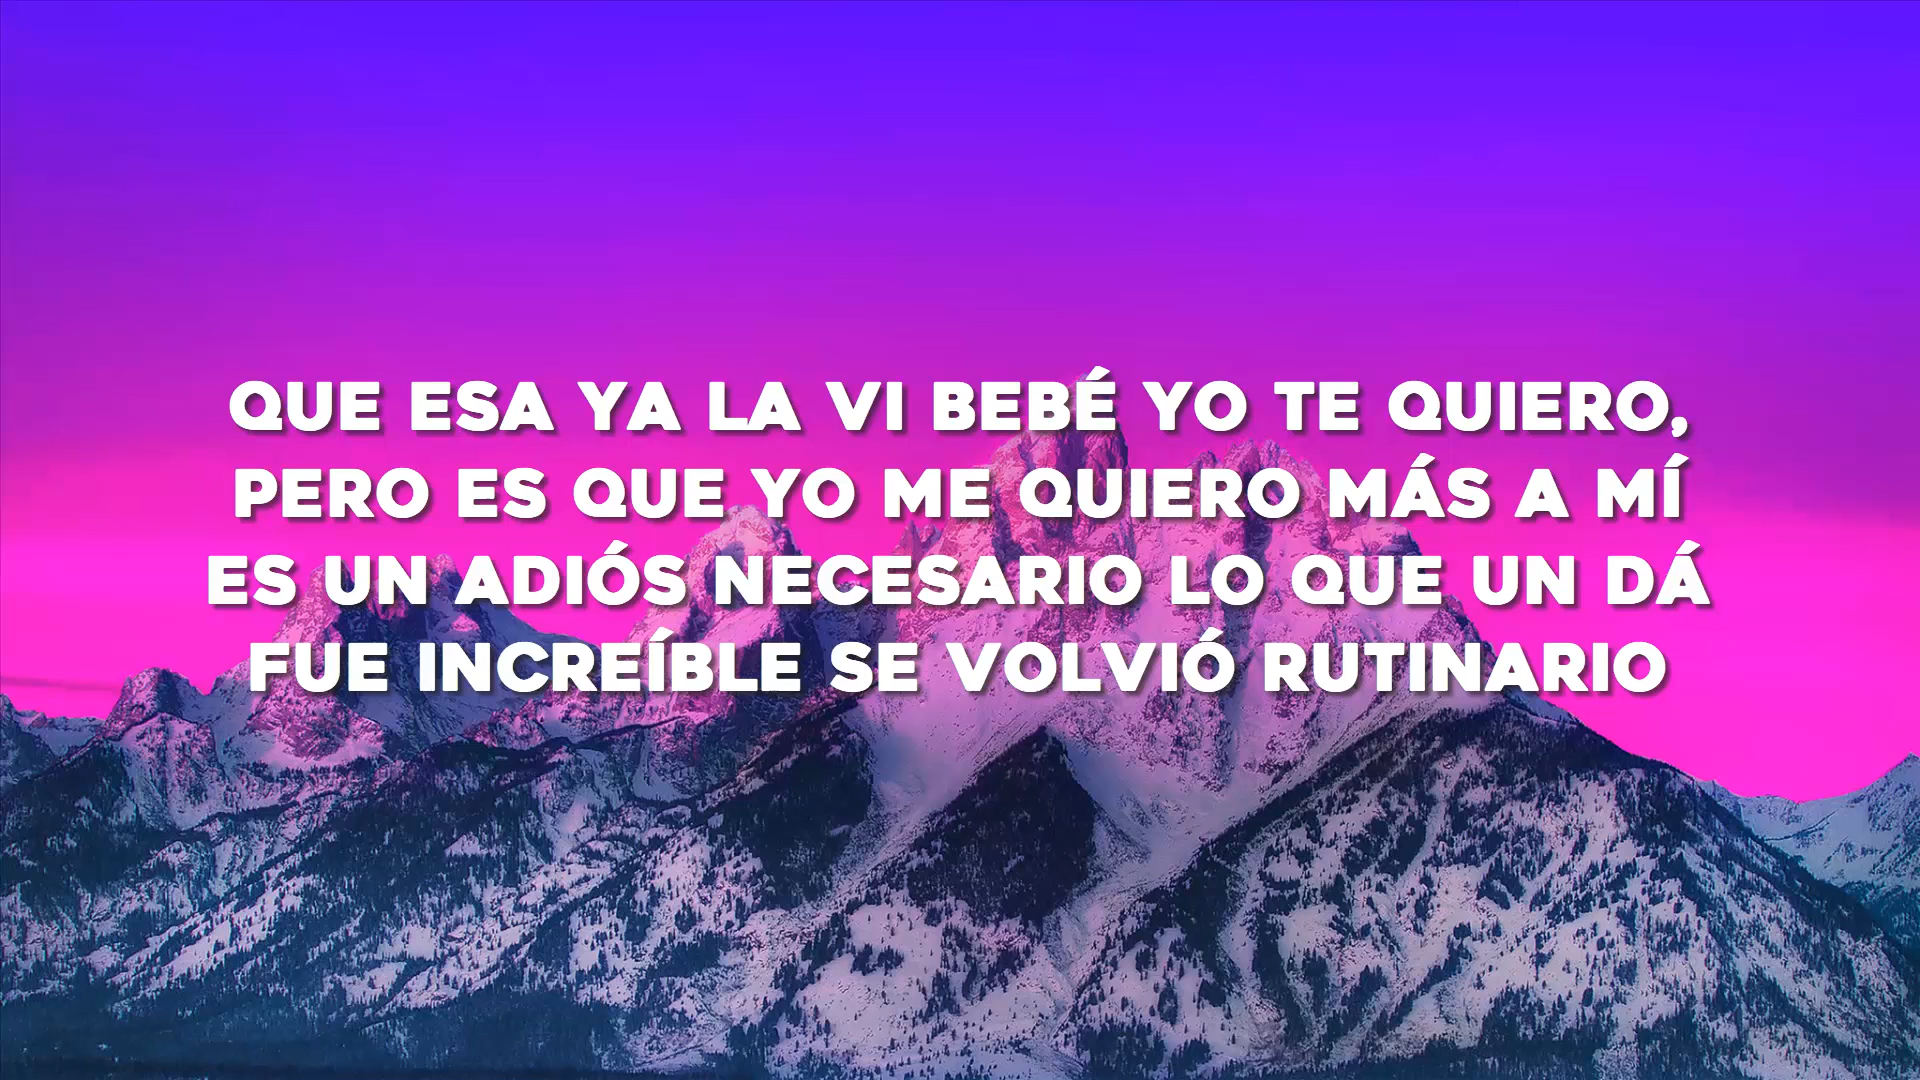 QUE ESA YA LA VI BEBÉ YO TE QUIERO,
PERO ES QUE YO ME QUIERO MÁS A MÍ
ES UN ADIÓS NECESARIO LO QUE UN DÁ
FUE INCREÍBLE SE VOLVIÓ RUTINARIO